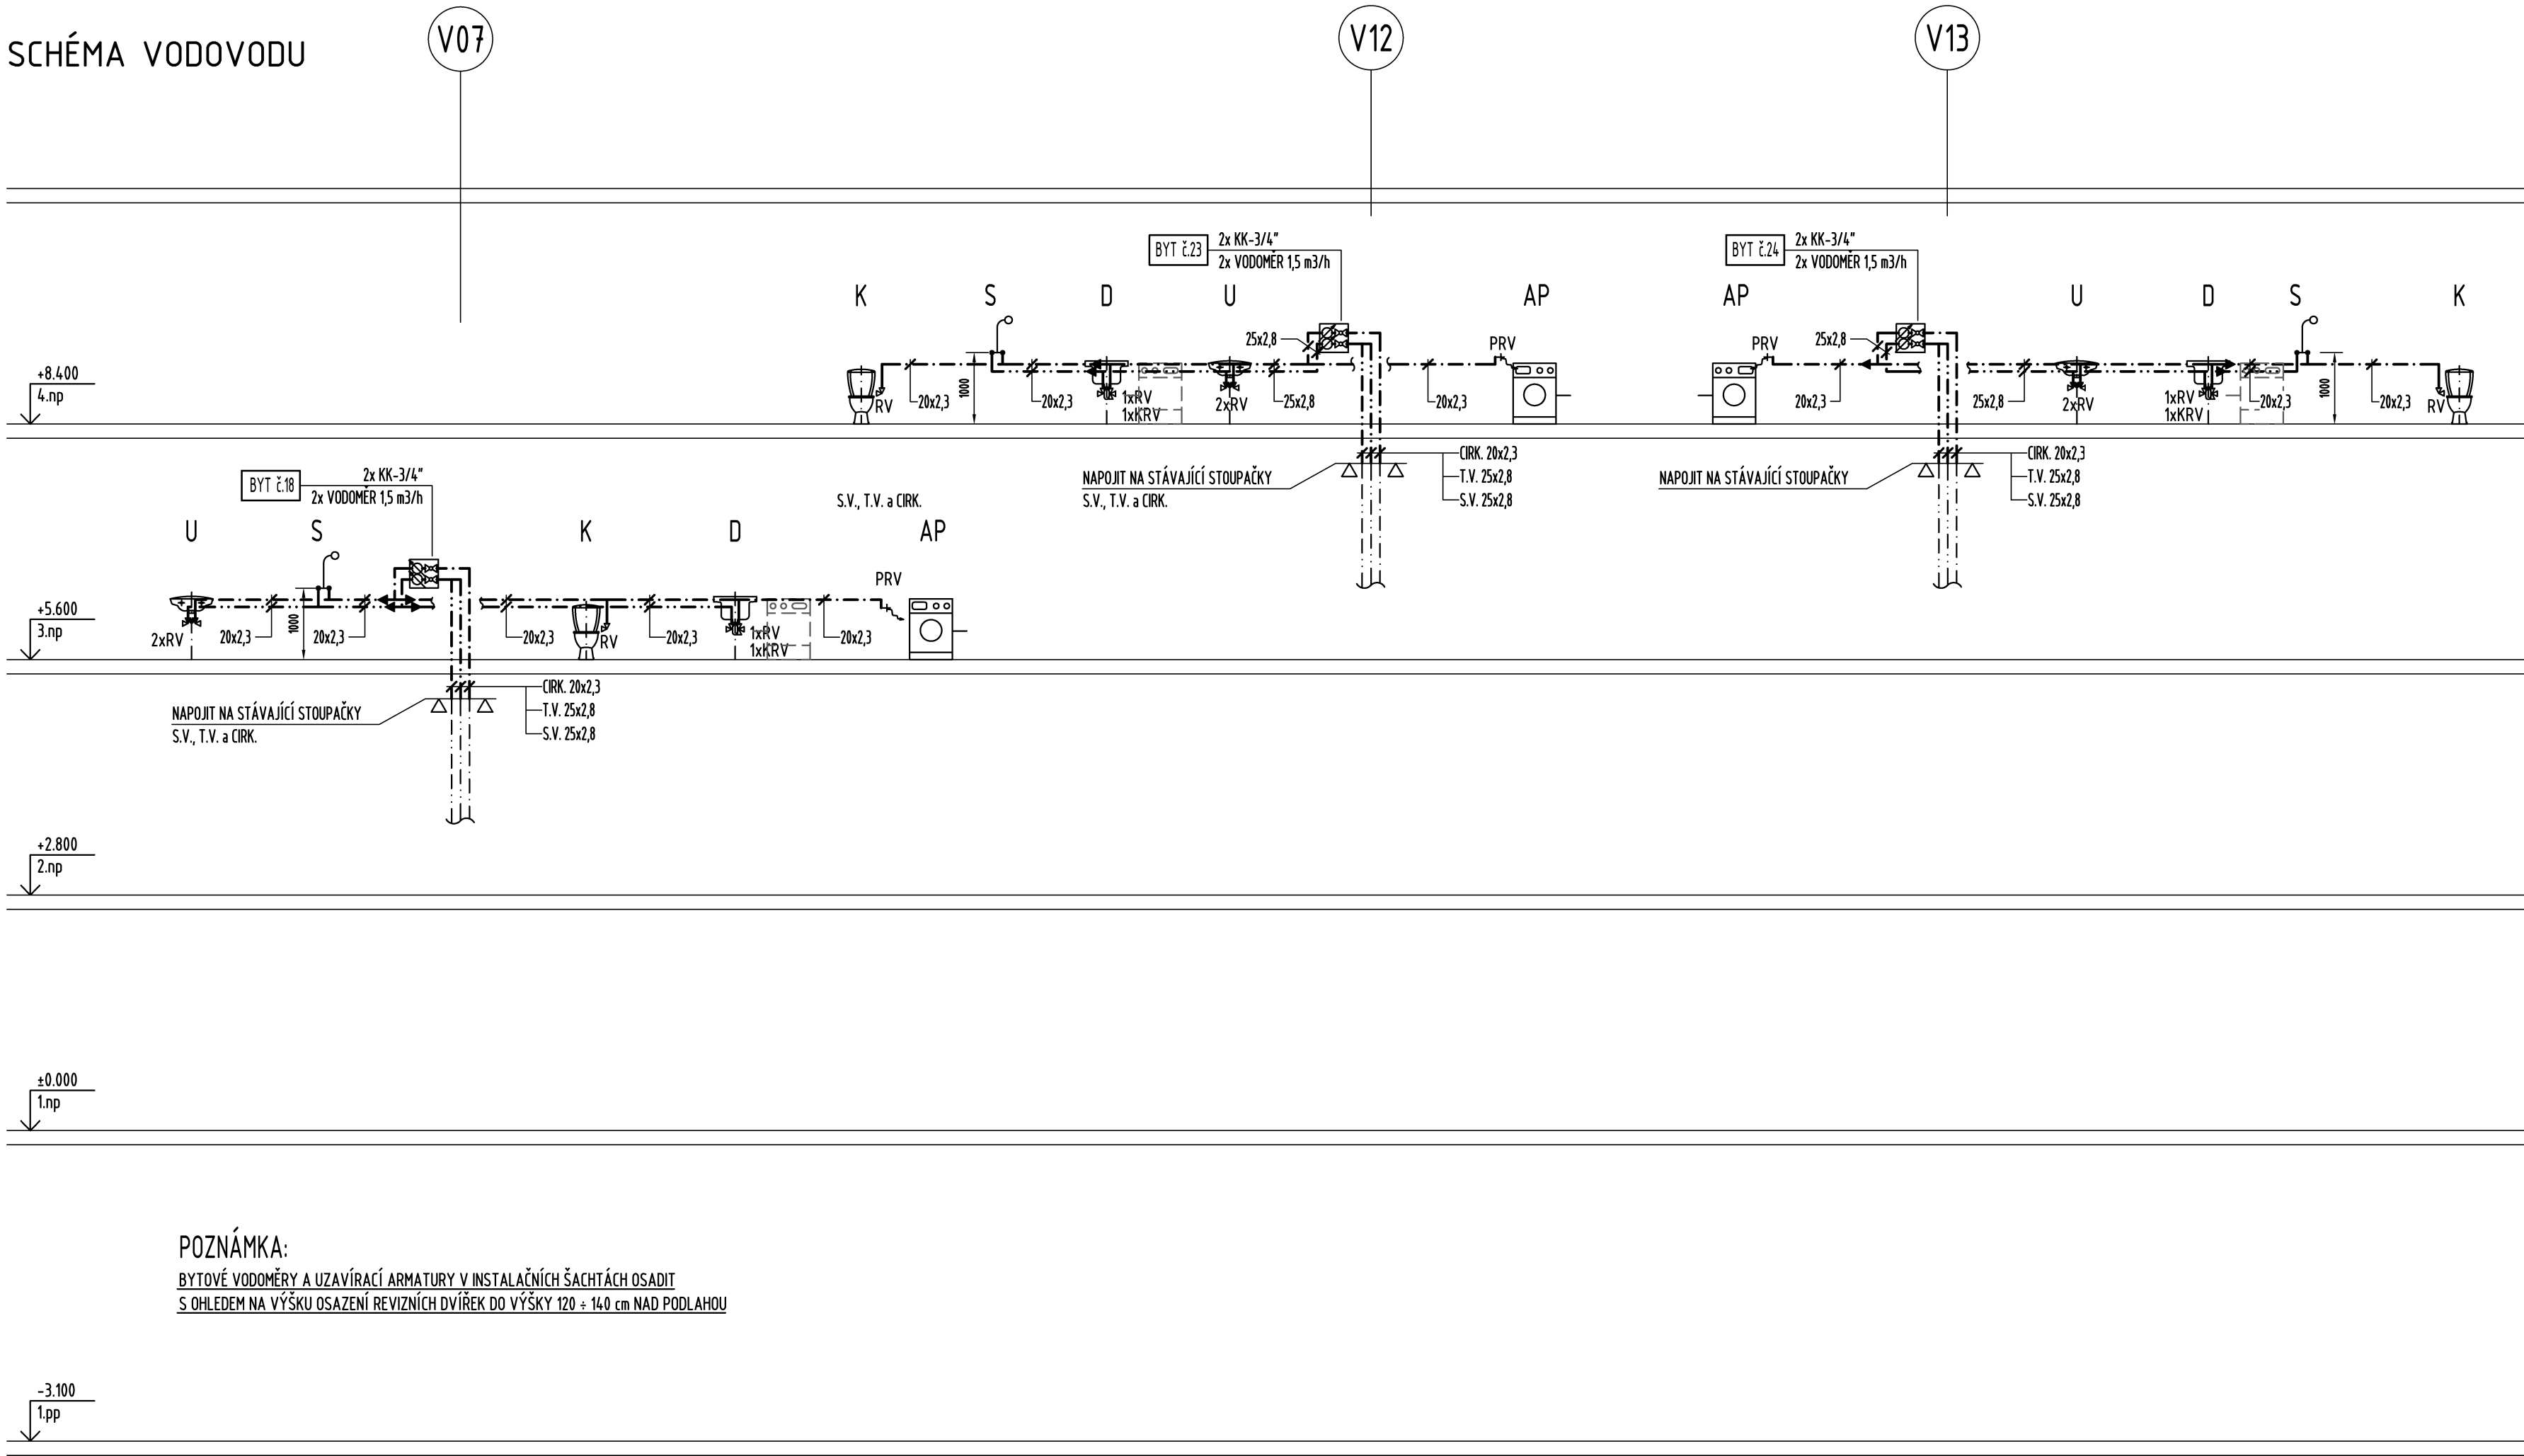 SCHÉMA VODOVODU
V07
V12
V13
BYT č.23
2x KK-3/4"
2x VODOMĚR 1,5 m3/h
BYT č.24
2x KK-3/4"
2x VODOMĚR 1,5 m3/h
K
S
D
U
AP
AP
U
D
S
K
25x2,8
PRV
PRV
25x2,8
+8.400
4.np
RV
20x2,3
1000
20x2,3
1xRV
1xKRV
2xRV
25x2,8
20x2,3
20x2,3
25x2,8
2xRV
1xRV
1xKRV
20x2,3
1000
20x2,3
RV
NAPOJIT NA STÁVAJÍCÍ STOUPAČKY
S.V., T.V. a CIRK.
CIRK. 20x2,3
T.V. 25x2,8
S.V. 25x2,8
NAPOJIT NA STÁVAJÍCÍ STOUPAČKY
CIRK. 20x2,3
T.V. 25x2,8
S.V. 25x2,8
BYT č.18
2x KK-3/4"
2x VODOMĚR 1,5 m3/h
S.V., T.V. a CIRK.
U
S
K
D
AP
PRV
+5.600
3.np
2xRV
20x2,3
1000
20x2,3
20x2,3
RV
20x2,3
1xRV
1xKRV
20x2,3
NAPOJIT NA STÁVAJÍCÍ STOUPAČKY
S.V., T.V. a CIRK.
CIRK. 20x2,3
T.V. 25x2,8
S.V. 25x2,8
+2.800
2.np
±0.000
1.np
POZNÁMKA:
BYTOVÉ VODOMĚRY A UZAVÍRACÍ ARMATURY V INSTALAČNÍCH ŠACHTÁCH OSADIT
S OHLEDEM NA VÝŠKU OSAZENÍ REVIZNÍCH DVÍŘEK DO VÝŠKY 120 ÷ 140 cm NAD PODLAHOU
-3.100
1.pp